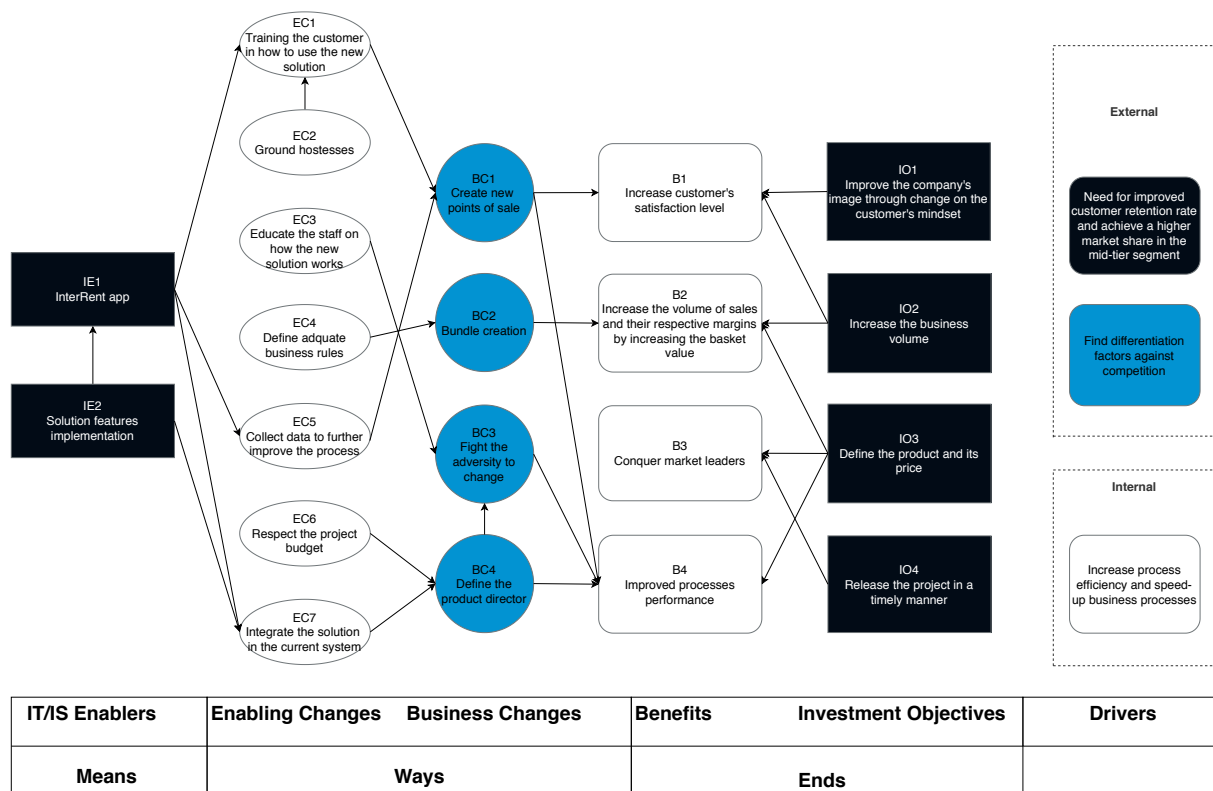 EC1
Training the customer
in how to use the new
solution
EC2
Ground hostesses
EC3
Educate the staff on
how the new
solution works
EC4
Define adquate
business rules
EC5
Collect data to further
improve the process
EC6
Respect the project
budget
EC7
Integrate the solution
in the current system
IE1
InterRent app
IE2
Solution features
implementation
BC1
Create new
points of sale
BC2
Bundle creation
BC3
Fight the
adversity to
change
BC4
Define the
product director
B1
Increase customer's
satisfaction level
B2
Increase the volume of sales
and their respective margins
by increasing the basket
value
B3
Conquer market leaders
B4
Improved processes
performance
IO1
Improve the company's
image through change on the
customer's mindset
IO2
Increase the business
volume
IO3
Define the product and its
price
IO4
Release the project in a
timely manner
External
Need for improved
customer retention rate
and achieve a higher
market share in the
mid-tier segment
Find differentiation
factors against
competition
Internal
Increase process
efficiency and speed-
up business processes
IT/IS Enablers
Enabling Changes
Business Changes
Benefits
Investment Objectives
Drivers
Means
Ways
Ends